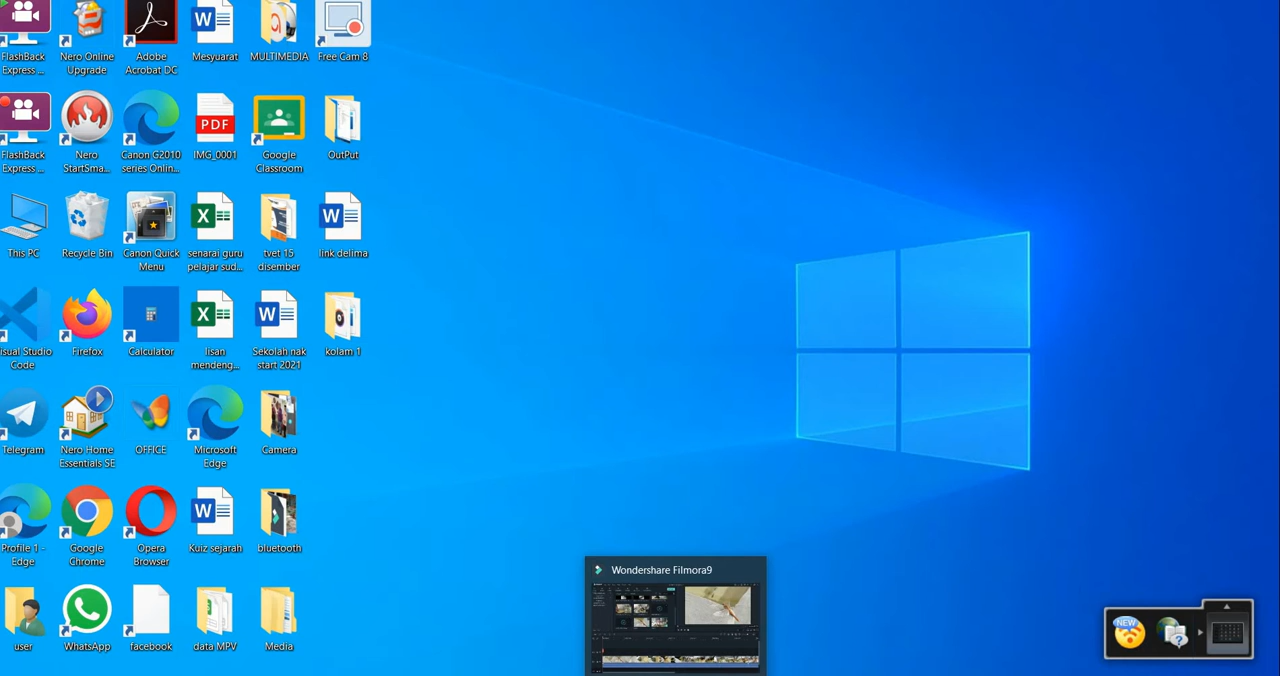 FlashBack
Express ...
Nero Online
Upgrade
Adobe
Acrobat DC
Mesyuarat
MULTIMEDIA
Free Cam 8
FlashBack
Express ...
Nero
StartSma...
Canon G2010
series Onlin...
PDF
IMG_0001
Google
Classroom
OutPut
This PC
Recycle Bin
Canon Quick
Menu
senarai guru
pelajar sud...
tvet 15
disember
link delima
isual Studio
Code
Firefox
Calculator
lisan
mendeng...
Sekolah nak
start 2021
kolam 1
Telegram
Nero Home
Essentials SE
OFFICE
Microsoft
Edge
Camera
Profile 1 -
Edge
Google
Chrome
Opera
Browser
Kuiz sejarah
bluetooth
user
WhatsApp
facebook
data MPV
Media
Wondershare Filmora9
NEW